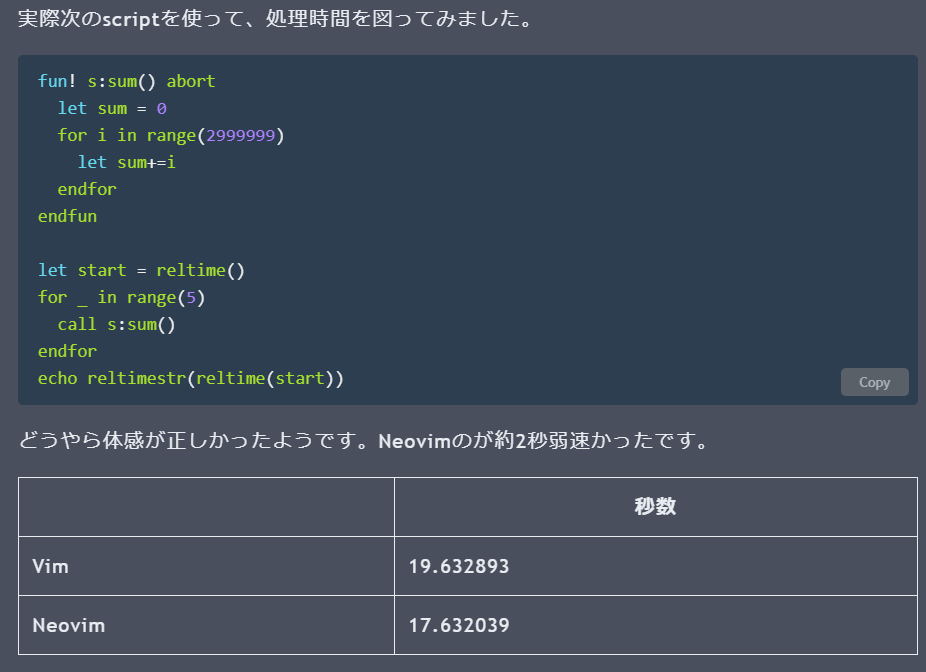 実際次のscriptを使って、処理時間を図ってみました。
fun! s:sum() abort
  let sum = 0
  for i in range(2999999)
    let sum+=i
  endfor
endfun

let start = reltime()
for _ in range(5)
  call s:sum()
endfor
echo reltimestr(reltime(start))
Copy
どうやら体感が正しかったようです。Neovimのが約2秒弱速かったです。
秒数
Vim 19.632893
Neovim 17.632039